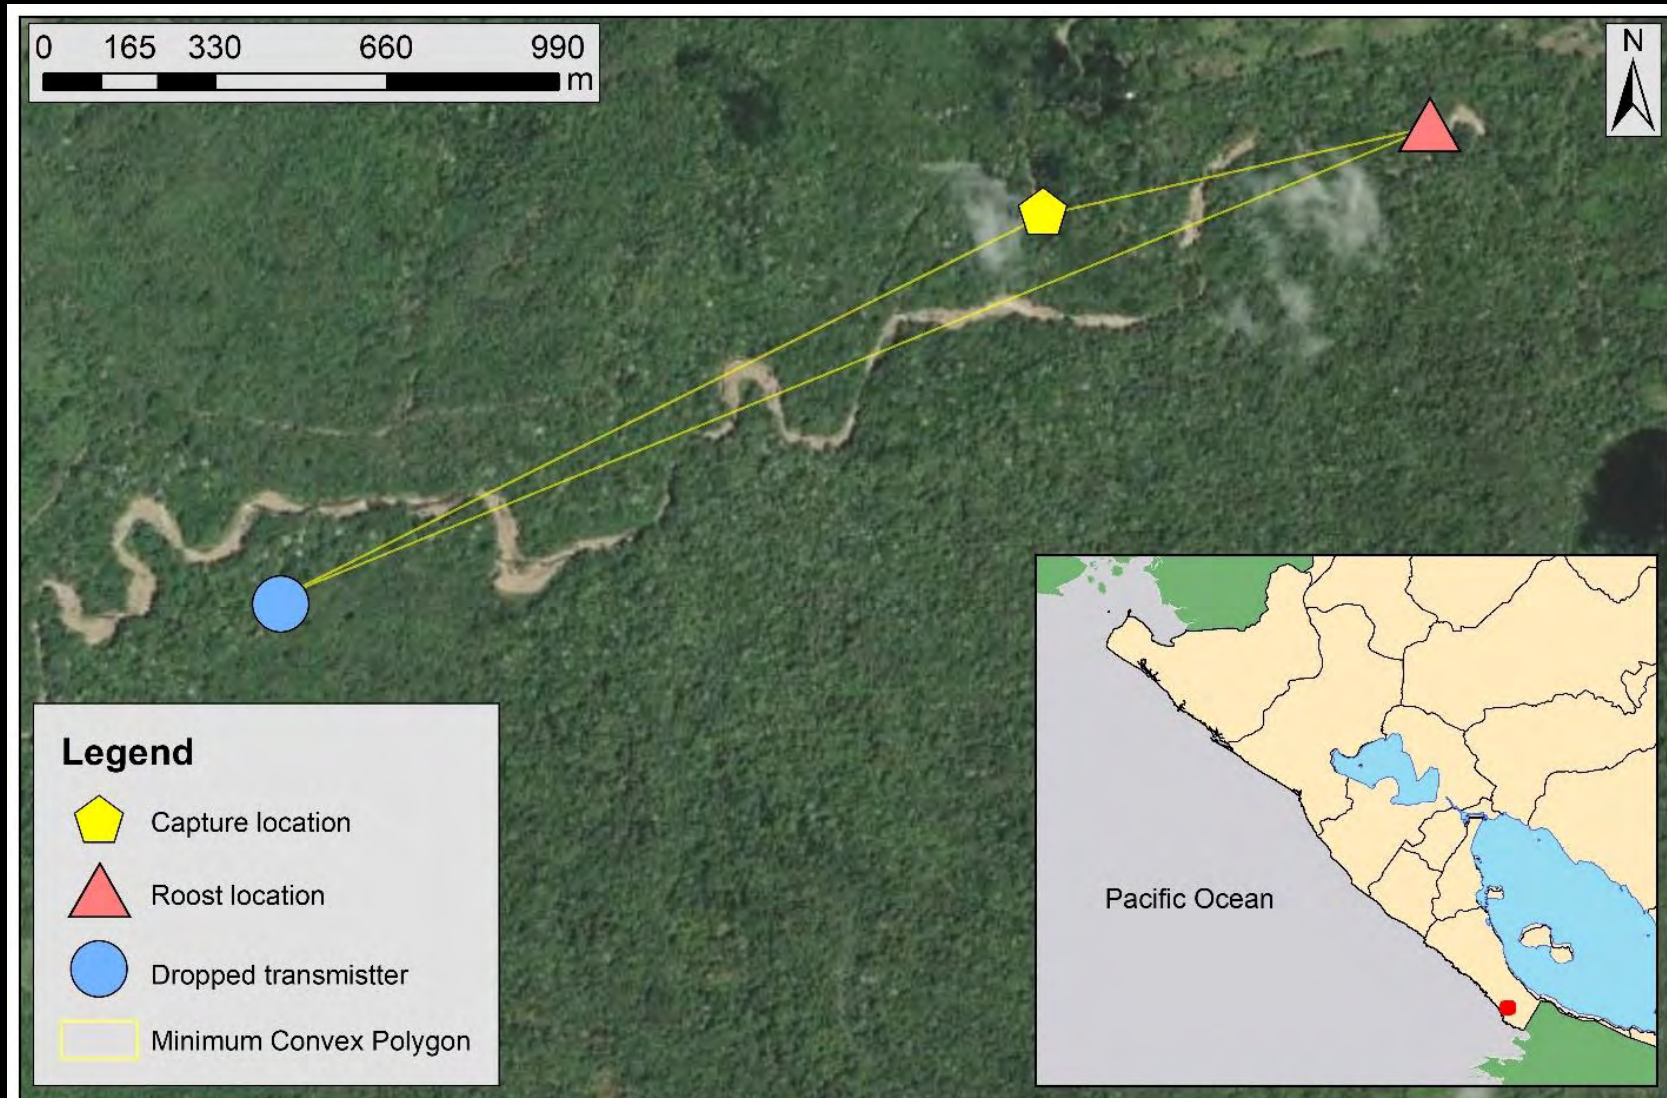 0 165 330 660 990
m
N
Legend
Capture location
Roost location
Dropped transmistter
Minimum Convex Polygon
Pacific Ocean